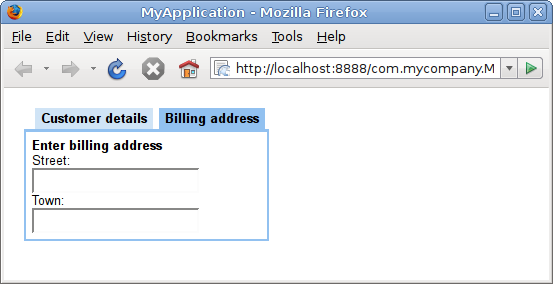 MyApplication - Mozilla Firefox
File Edit View History Bookmarks Tools Help
http://localhost:8888/com.mycompany.M
Customer details Billing address
Enter billing address
Street:
Town: